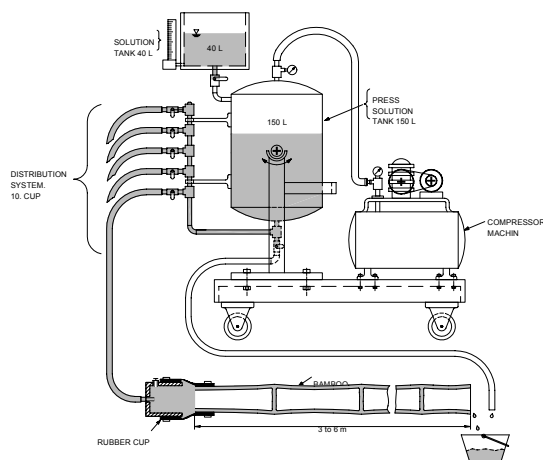 SOLUTION
TANK 40 L
40 L
PRESS
SOLUTION
TANK 150 L
150 L
DISTRIBUTION
SYSTEM.
10. CUP
COMPRESSOR
MACHIN
BAMBOO
3 to 6 m
RUBBER CUP